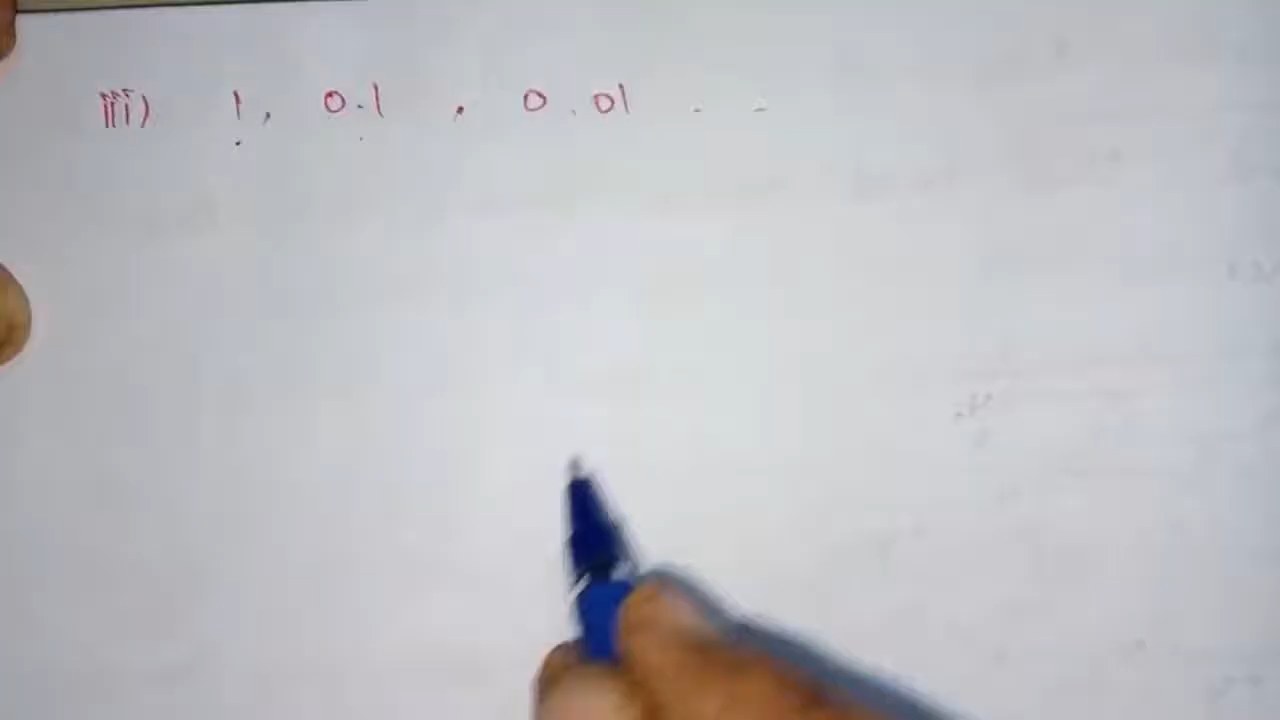 iii) 1, 0.1 , 0.01 . .